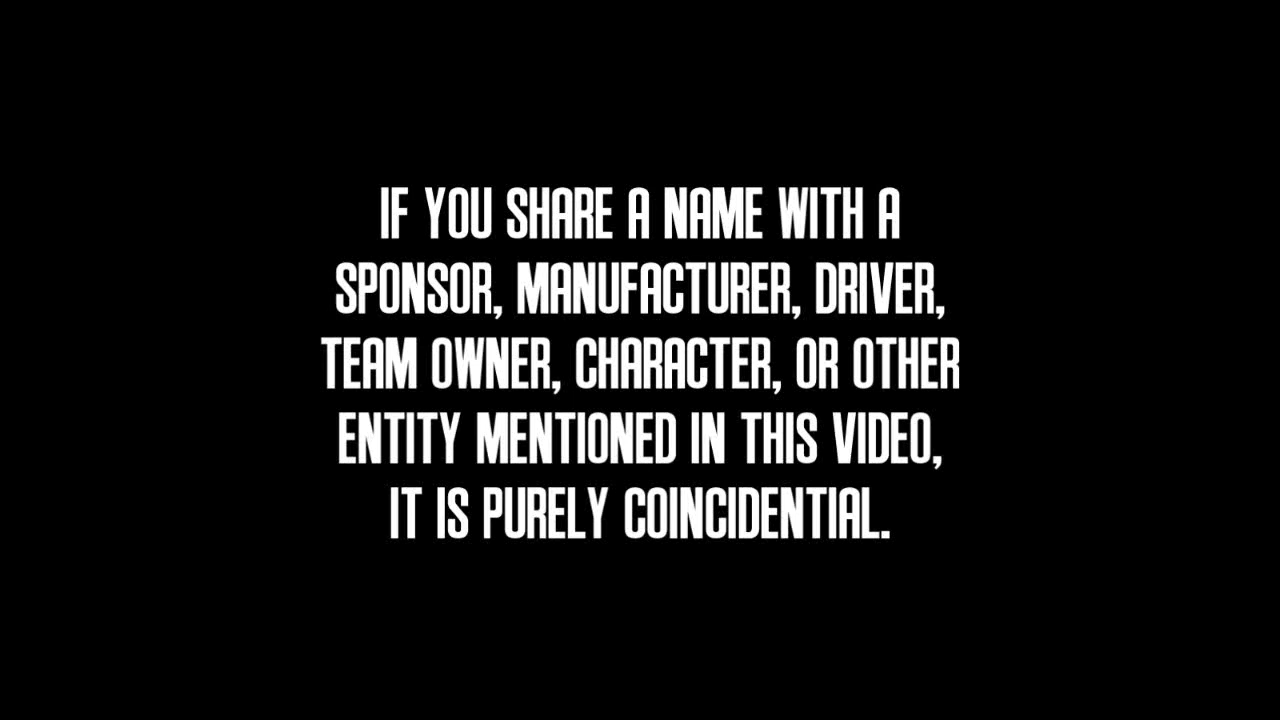 IF YOU SHARE A NAME WITH A
SPONSOR, MANUFACTURER, DRIVER,
TEAM OWNER, CHARACTER, OR OTHER
ENTITY MENTIONED IN THIS VIDEO,
IT IS PURELY COINCIDENTIAL.